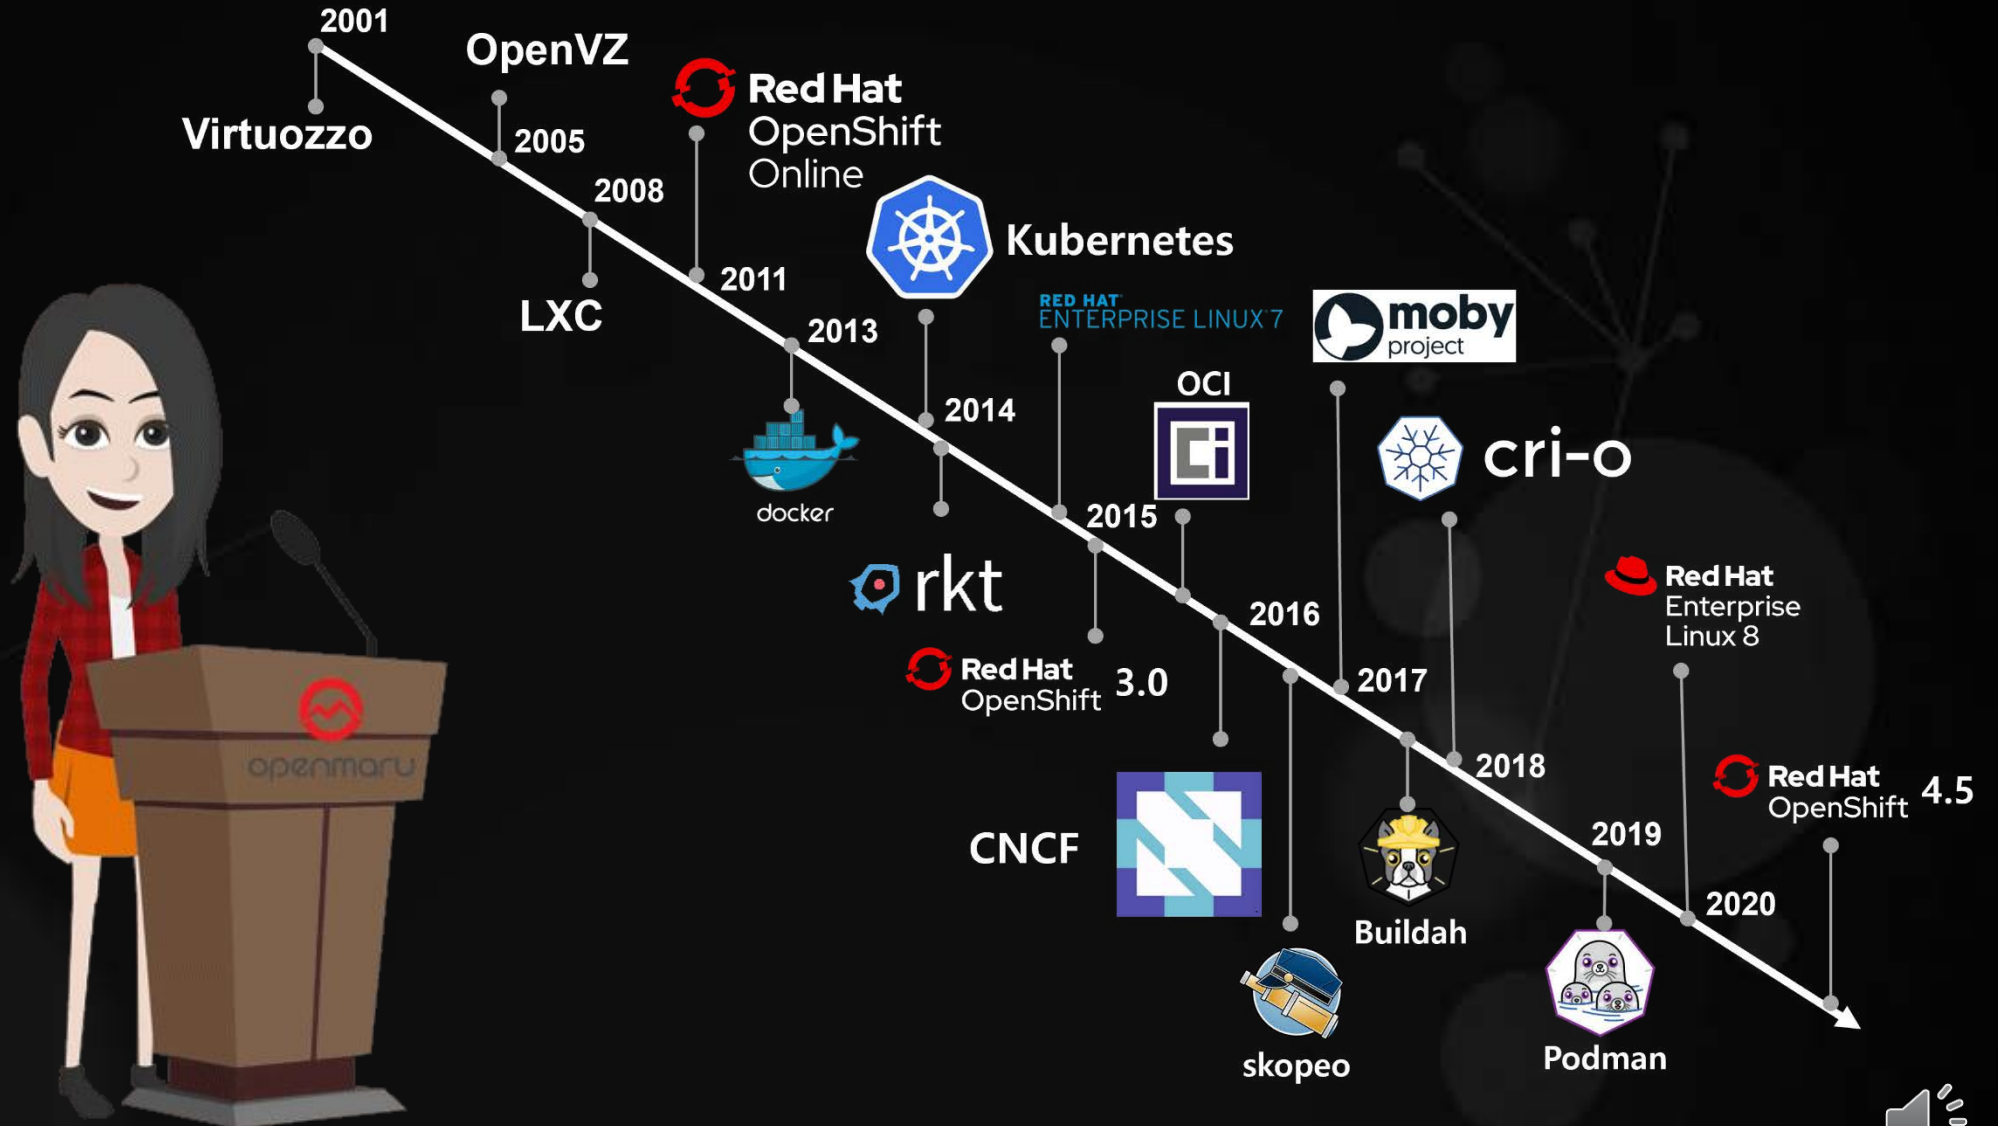 2001
Virtuozzo
OpenVZ
2005
2008
LXC
Red Hat
OpenShift
Online
2011
2013
docker
Kubernetes
2014
rkt
RED HAT
ENTERPRISE LINUX 7
2015
Red Hat
OpenShift 3.0
OCI
Ci
2016
CNCF
moby
project
2017
skopeo
Buildah
cri-o
2018
2019
Podman
Red Hat
Enterprise
Linux 8
2020
Red Hat
OpenShift 4.5
openmaru